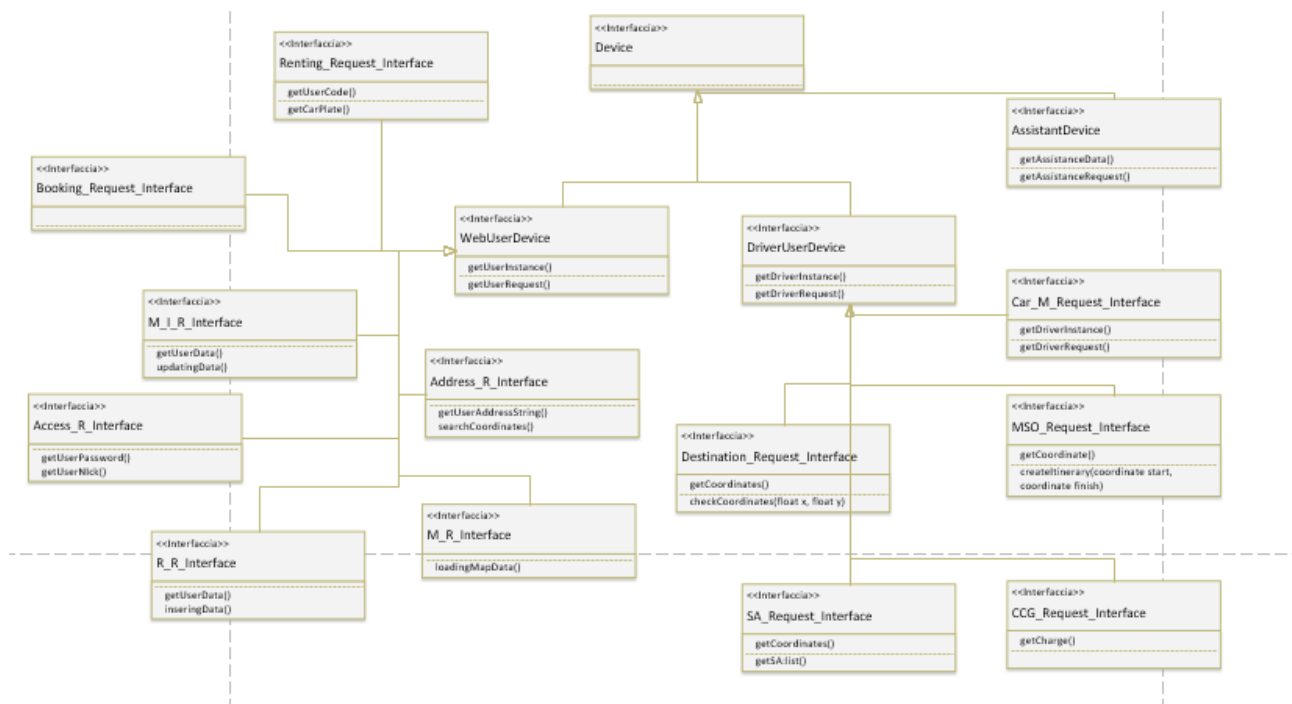 <<Interfaccia>>
Device
<<Interfaccia>>
Renting_Request_Interface
getUserCode()
getCarPlate()
<<Interfaccia>>
AssistantDevice
getAssistanceData()
getAssistanceRequest()
<<Interfaccia>>
Booking_Request_Interface
<<Interfaccia>>
WebUserDevice
getUserInstance()
getUserRequest()
<<Interfaccia>>
DriverUserDevice
getDriverInstance()
getDriverRequest()
<<Interfaccia>>
Car_M_Request_Interface
getDriverInstance()
getDriverRequest()
<<Interfaccia>>
M_I_R_Interface
getUserData()
updatingData()
<<Interfaccia>>
Address_R_Interface
getUserAddressString()
searchCoordinates()
<<Interfaccia>>
Access_R_Interface
getUserPassword()
getUserNick()
<<Interfaccia>>
Destination_Request_Interface
getCoordinates()
checkCoordinates(float x, float y)
<<Interfaccia>>
MSO_Request_Interface
getCoordinate()
createItinerary(coordinate start,
coordinate finish)
<<Interfaccia>>
R_R_Interface
getUserData()
inseringData()
<<Interfaccia>>
M_R_Interface
loadingMapData()
<<Interfaccia>>
SA_Request_Interface
getCoordinates()
getSA:list()
<<Interfaccia>>
CCG_Request_Interface
getCharge()